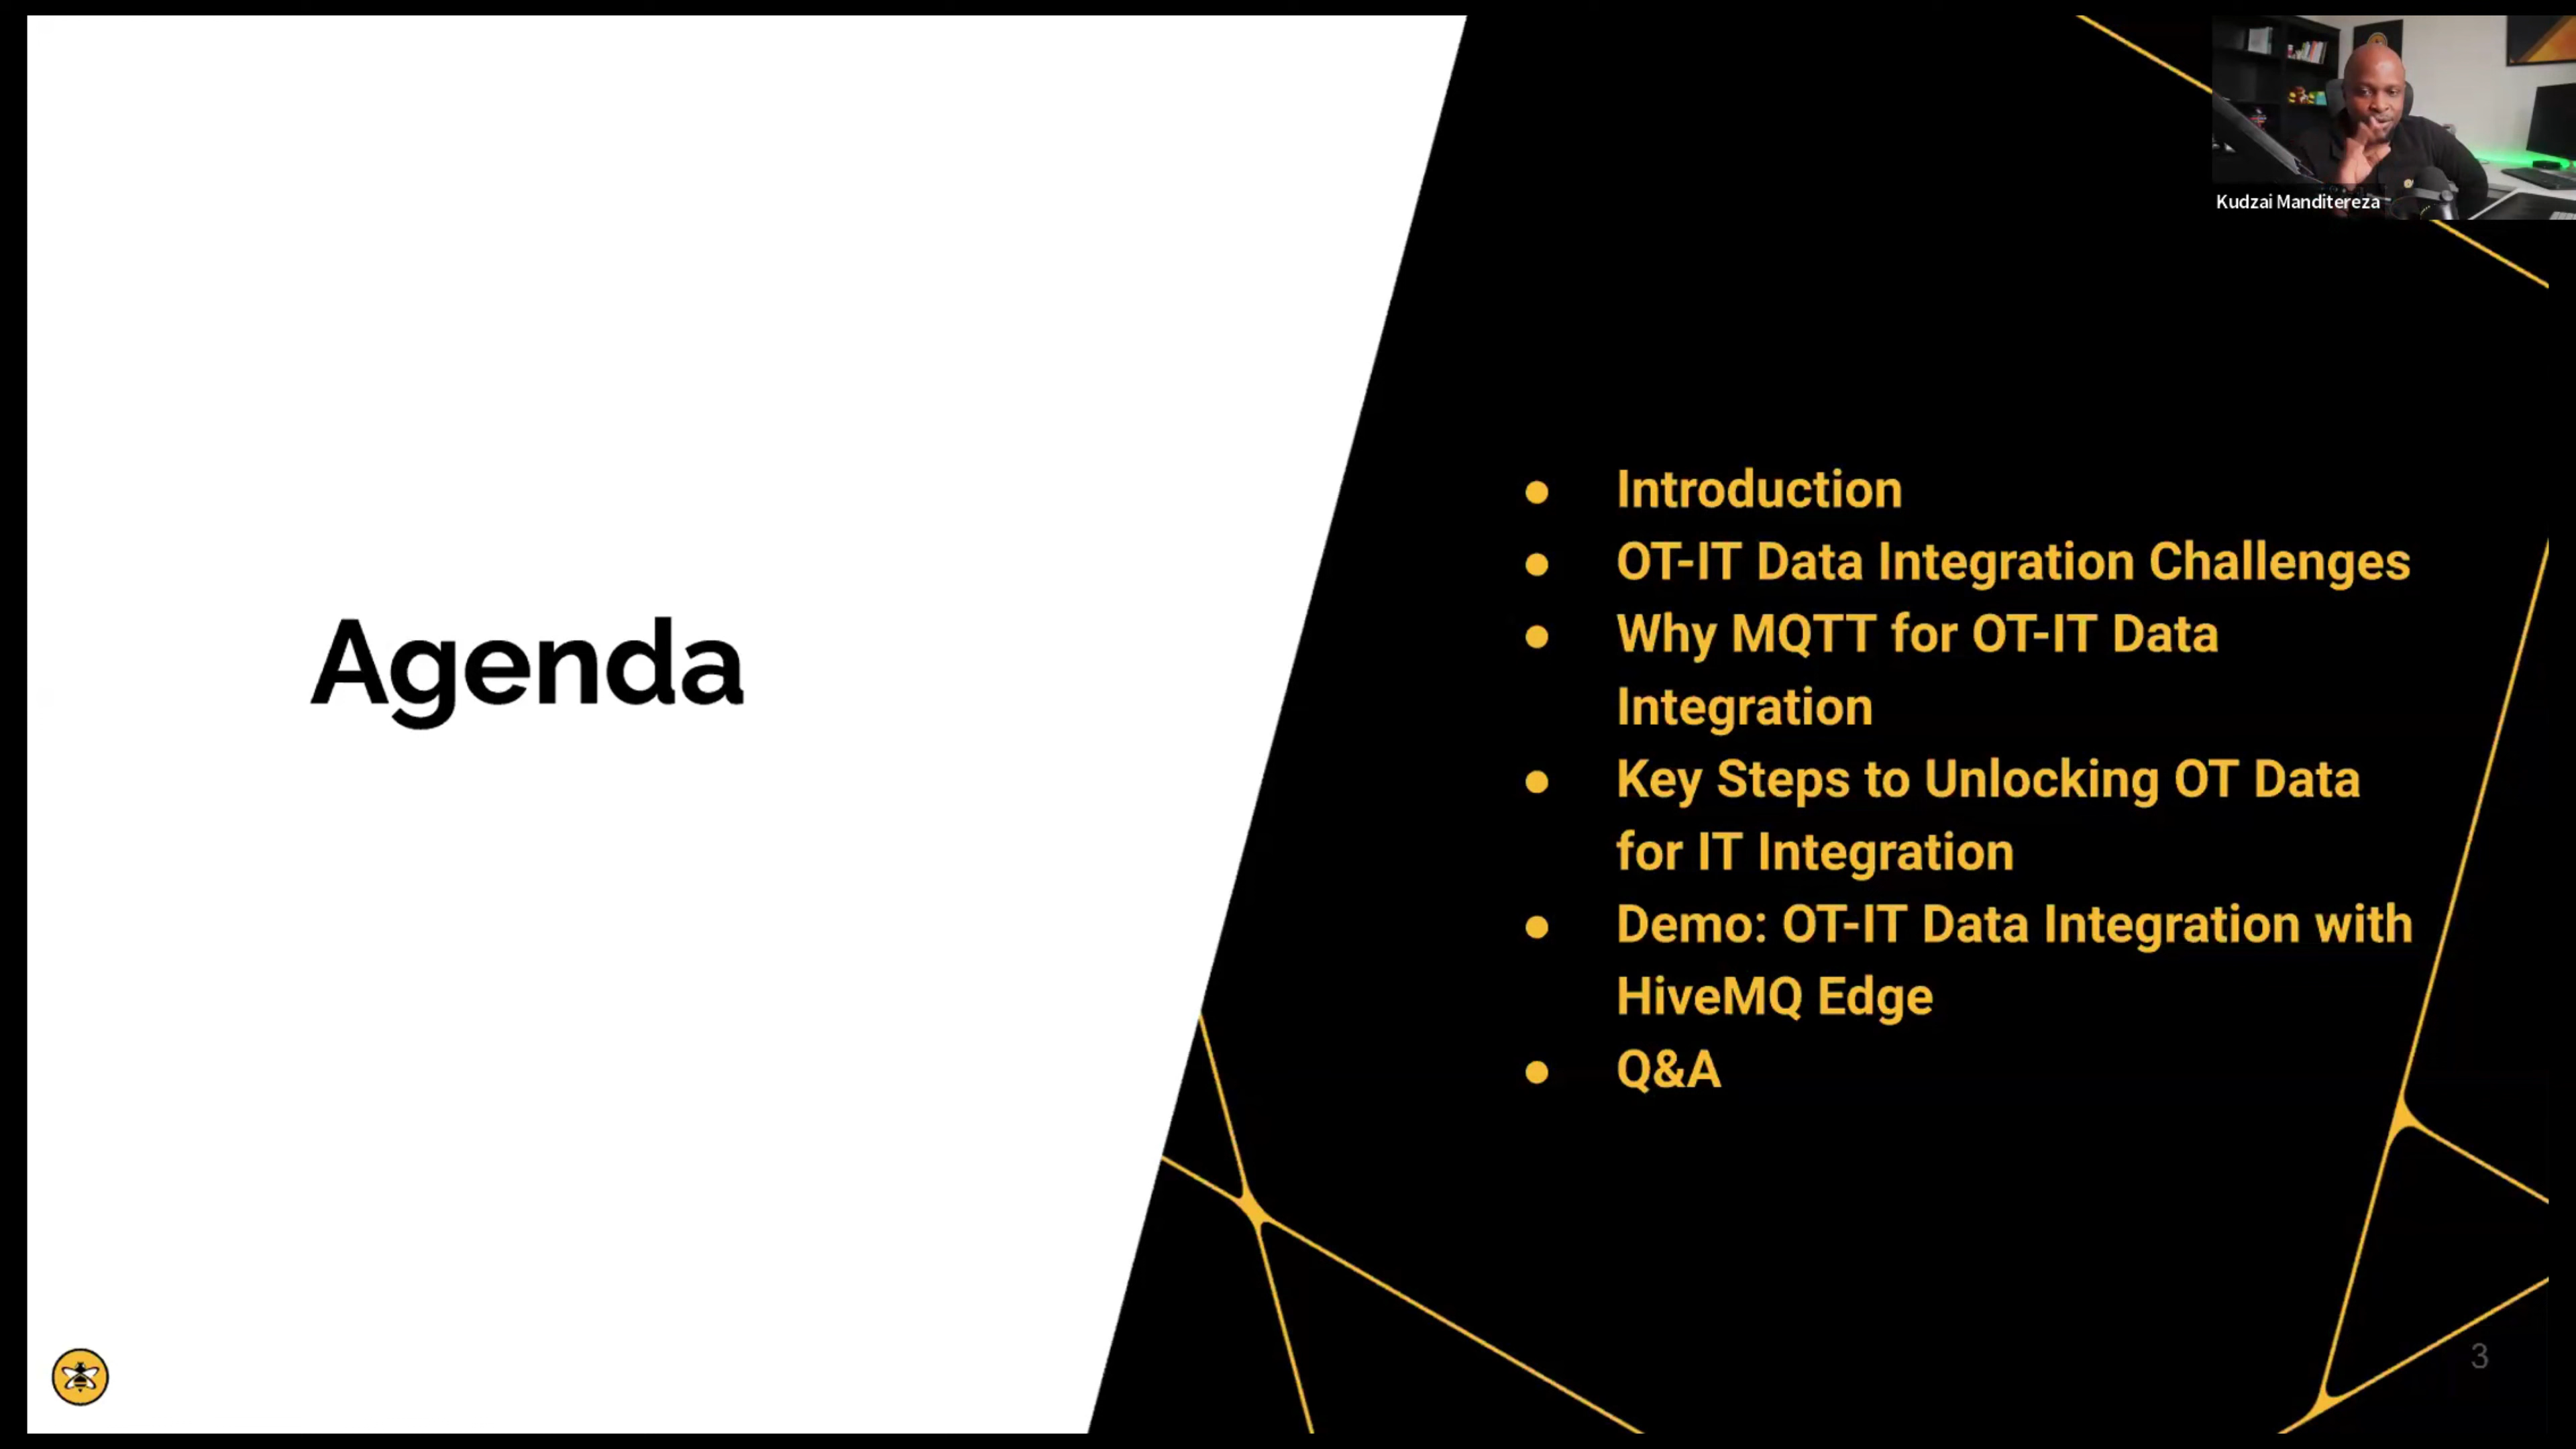 Kudzai Manditereza
Agenda
● Introduction
● OT-IT Data Integration Challenges
● Why MQTT for OT-IT Data
Integration
● Key Steps to Unlocking OT Data
for IT Integration
● Demo: OT-IT Data Integration with
HiveMQ Edge
● Q&A
3